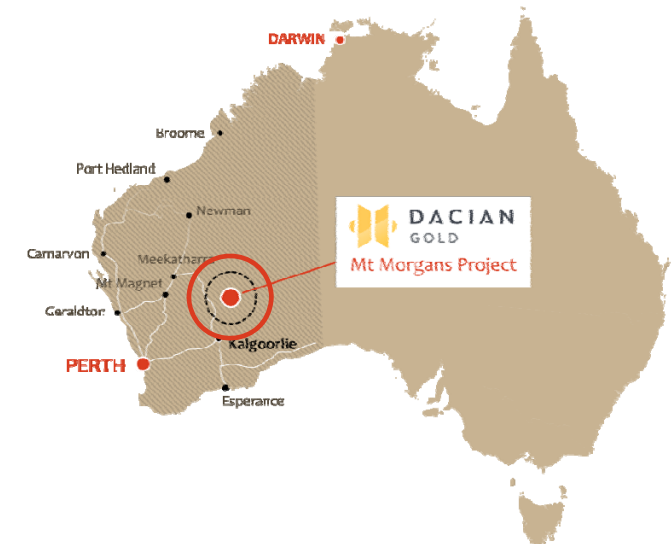 DARWIN
Broome
Port Hedland
Newman
DACIAN
GOLD
Mt Morgans Project
Carnarvon
Meekatharra
Mt Magnet
Geraldton
Kalgoorlie
PERTH
Esperance